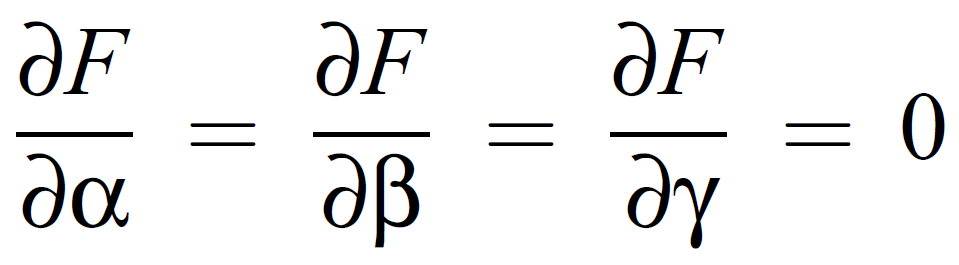 ∂F/∂α = ∂F/∂β = ∂F/∂γ = 0